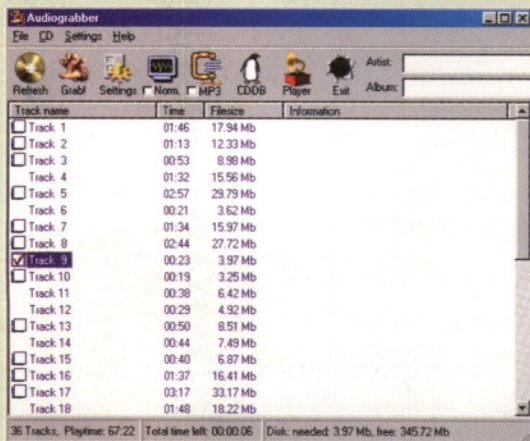 Audiograbber
File CD Settings Help
Refresh Grab! Settings Norm. MP3 CDDB Player Exit
Artist:
Album:
Track name Time Filesize Information
Track 1 01:46 17.94 Mb
Track 2 01:13 12.33 Mb
Track 3 00:53 8.98 Mb
Track 4 01:32 15.56 Mb
Track 5 02:57 29.79 Mb
Track 6 00:21 3.62 Mb
Track 7 01:34 15.97 Mb
Track 8 02:44 27.72 Mb
Track 9 00:23 3.97 Mb
Track 10 00:19 3.25 Mb
Track 11 00:38 6.42 Mb
Track 12 00:29 4.92 Mb
Track 13 00:50 8.51 Mb
Track 14 00:44 7.49 Mb
Track 15 00:40 6.87 Mb
Track 16 01:37 16.41 Mb
Track 17 03:17 33.17 Mb
Track 18 01:48 18.22 Mb
36 Tracks, Playtime: 67:22 Total time left: 00:00:06 Disk: needed: 3.97 Mb, free: 345.72 Mb